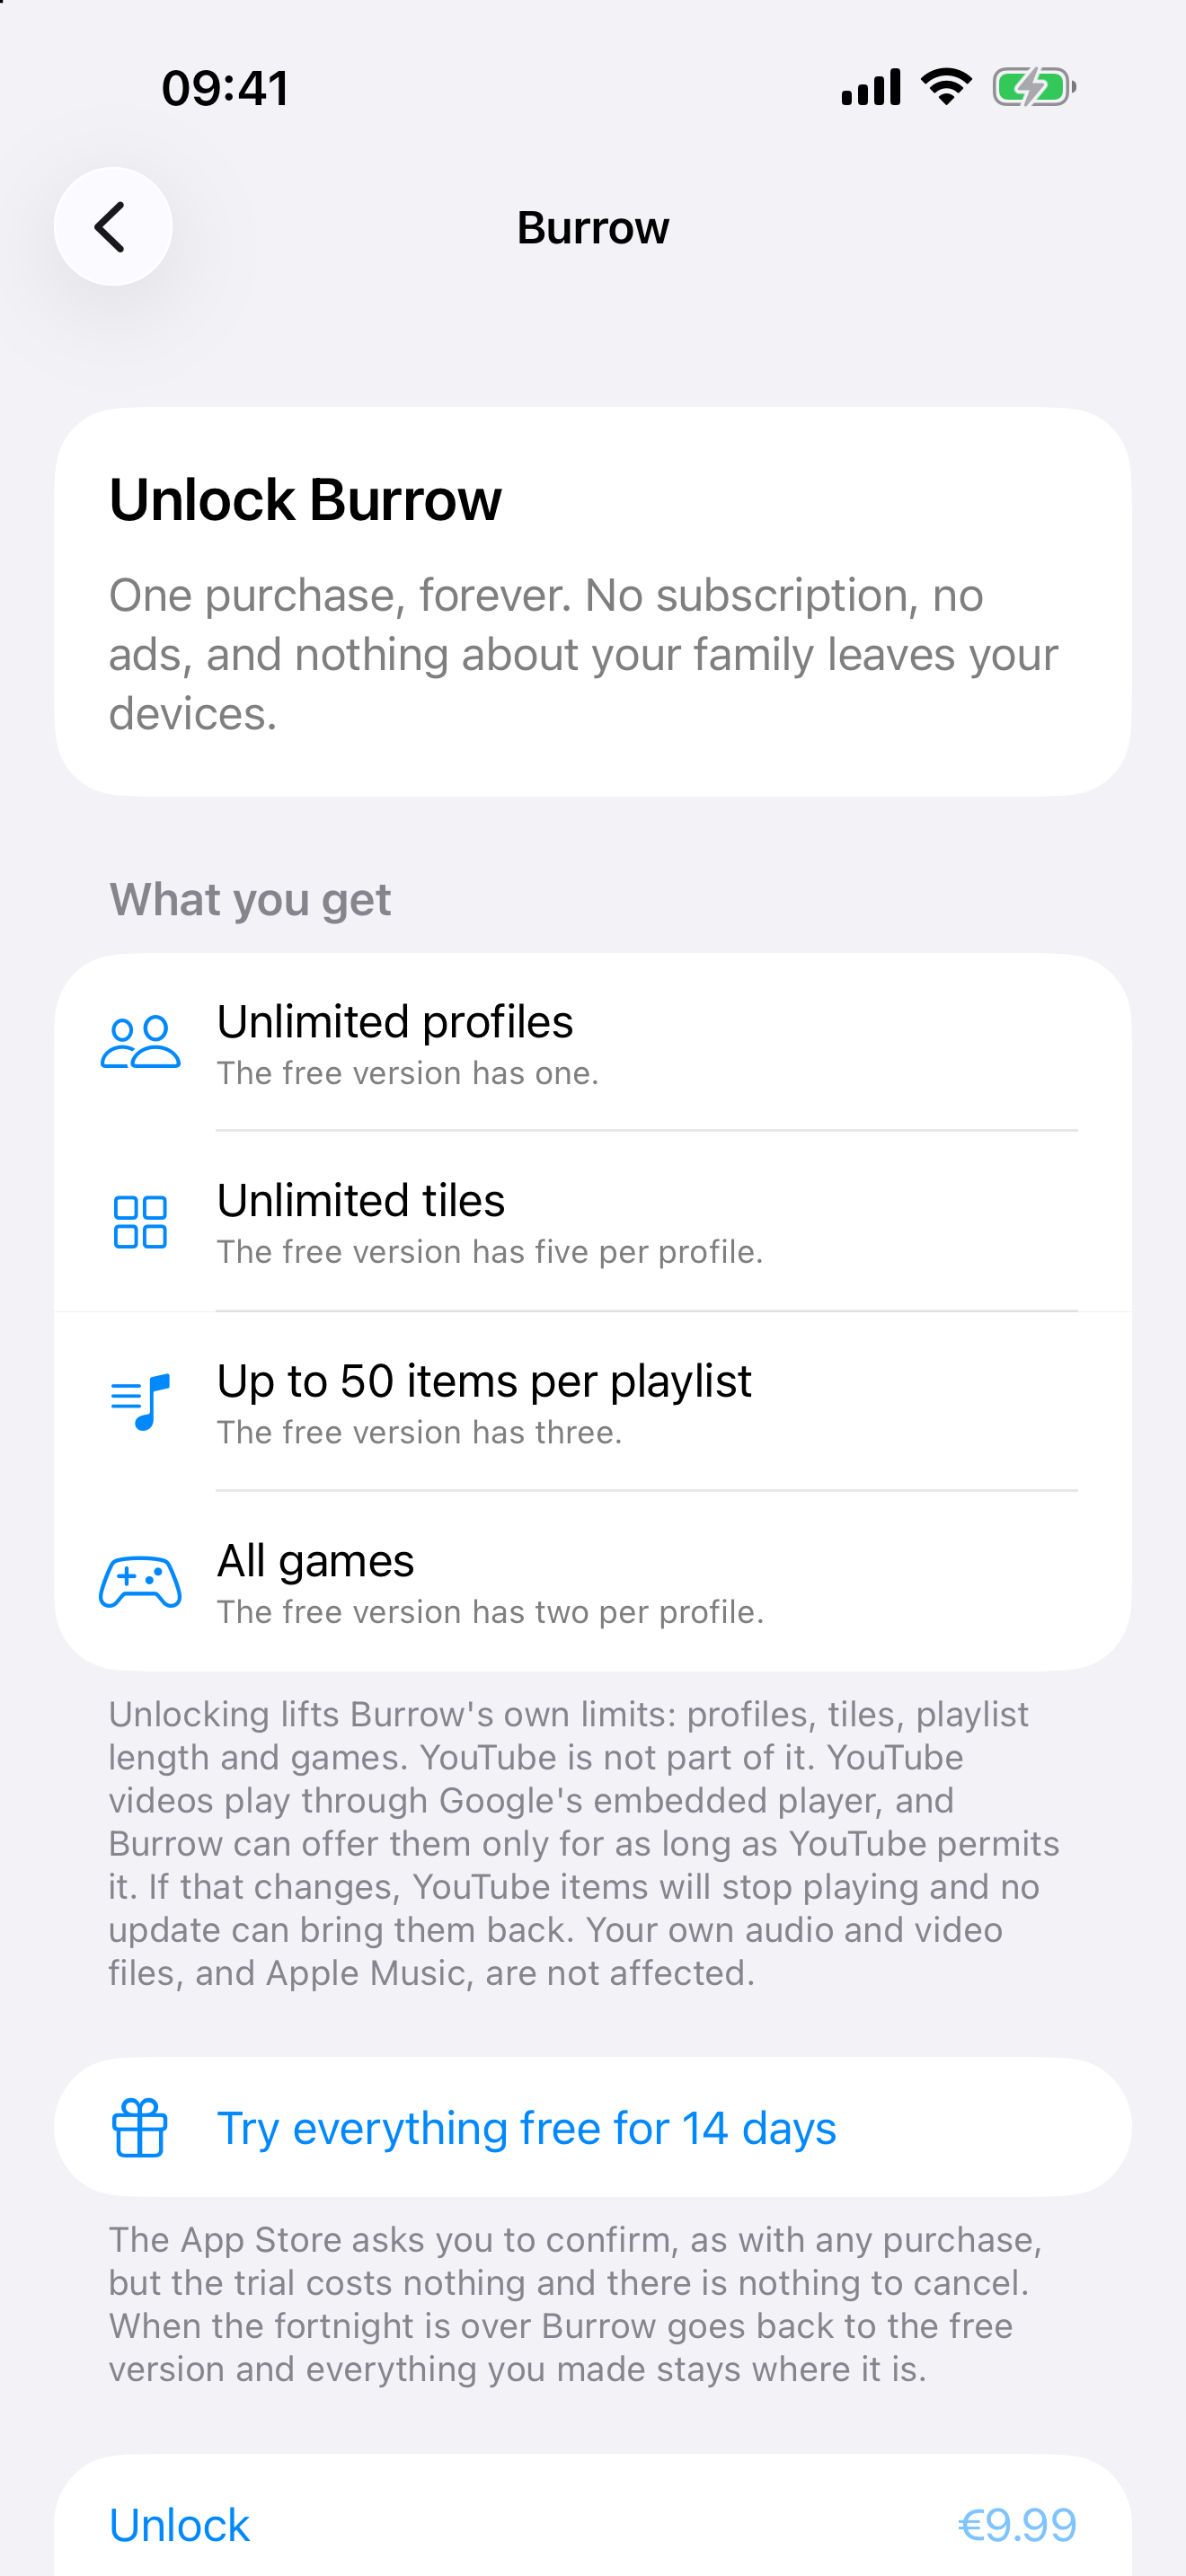 09:41
Burrow
Unlock Burrow
One purchase, forever. No subscription, no
ads, and nothing about your family leaves your
devices.
What you get
Unlimited profiles
The free version has one.
Unlimited tiles
The free version has five per profile.
Up to 50 items per playlist
The free version has three.
All games
The free version has two per profile.
Unlocking lifts Burrow's own limits: profiles, tiles, playlist
length and games. YouTube is not part of it. YouTube
videos play through Google's embedded player, and
Burrow can offer them only for as long as YouTube permits
it. If that changes, YouTube items will stop playing and no
update can bring them back. Your own audio and video
files, and Apple Music, are not affected.
Try everything free for 14 days
The App Store asks you to confirm, as with any purchase,
but the trial costs nothing and there is nothing to cancel.
When the fortnight is over Burrow goes back to the free
version and everything you made stays where it is.
Unlock €9.99